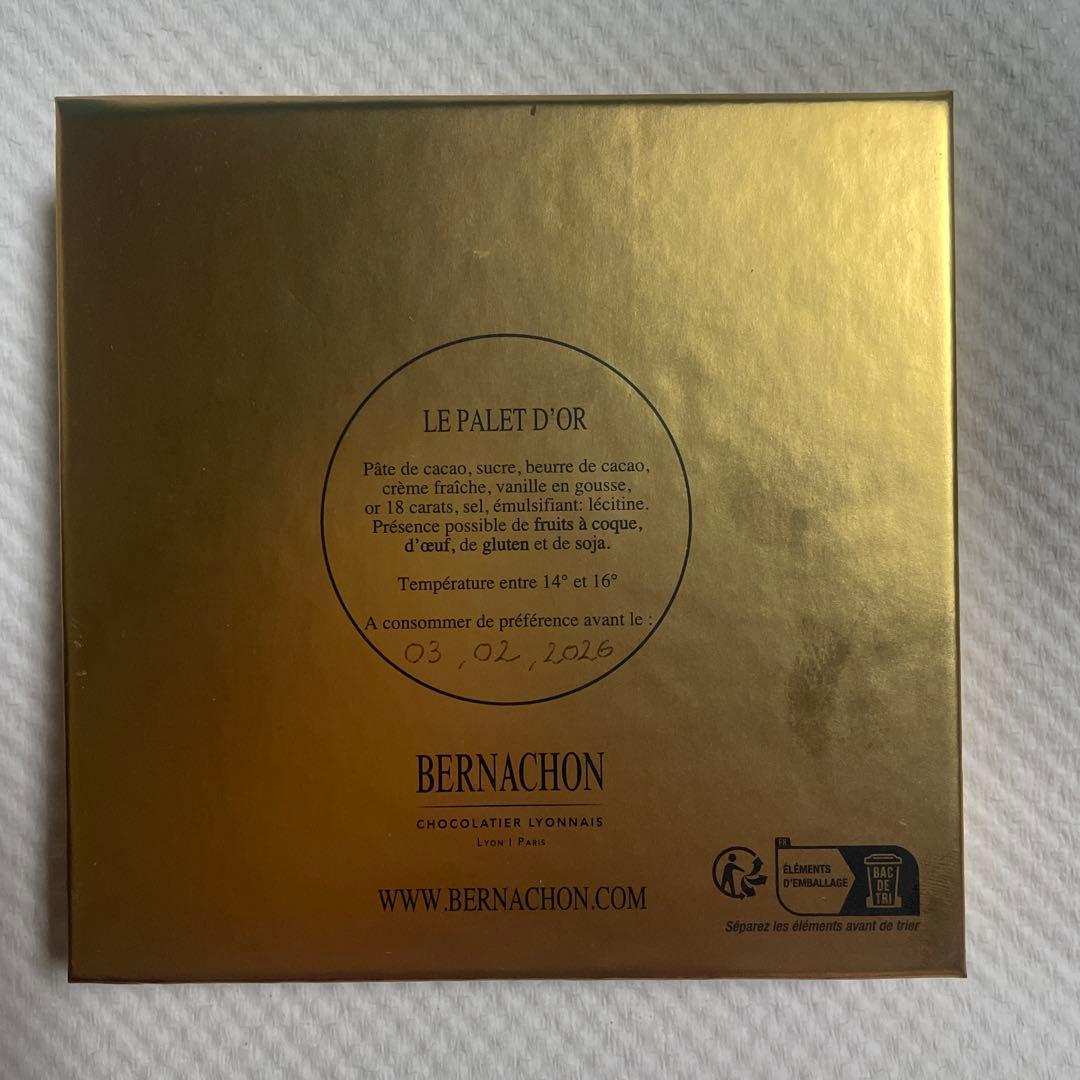 LE PALET D'OR
Pâte de cacao, sucre, beurre de cacao,
crème fraîche, vanille en gousse,
or 18 carats, sel, émulsifiant: lécitine.
Présence possible de fruits à coque,
d'œuf, de gluten et de soja.
Température entre 14° et 16°
A consommer de préférence avant le :
03, 02, 2026
BERNACHON
CHOCOLATIER LYONNAIS
LYON | PARIS
WWW.BERNACHON.COM
FR
ÉLÉMENTS
D'EMBALLAGE
BAC
DE
TRI
Séparez les éléments avant de trier